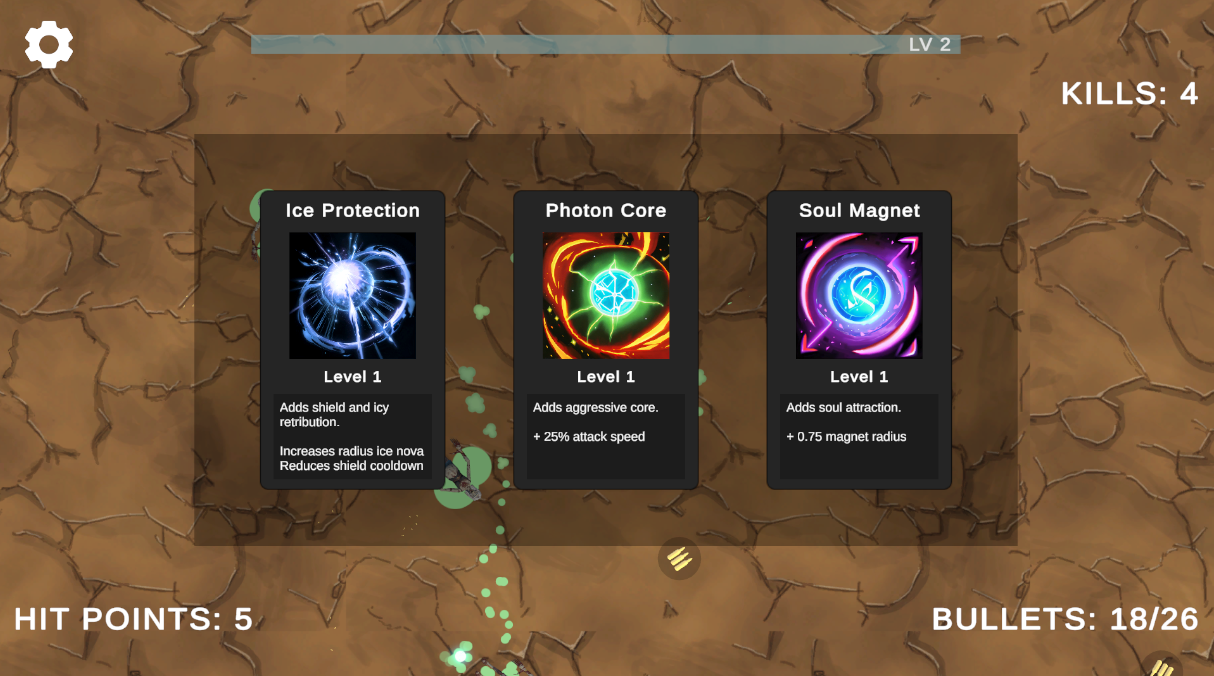 LV 2
KILLS: 4
Ice Protection
Level 1
Adds shield and icy
retribution.
Increases radius ice nova
Reduces shield cooldown
Photon Core
Level 1
Adds aggressive core.
+ 25% attack speed
Soul Magnet
Level 1
Adds soul attraction.
+ 0.75 magnet radius
HIT POINTS: 5
BULLETS: 18/26